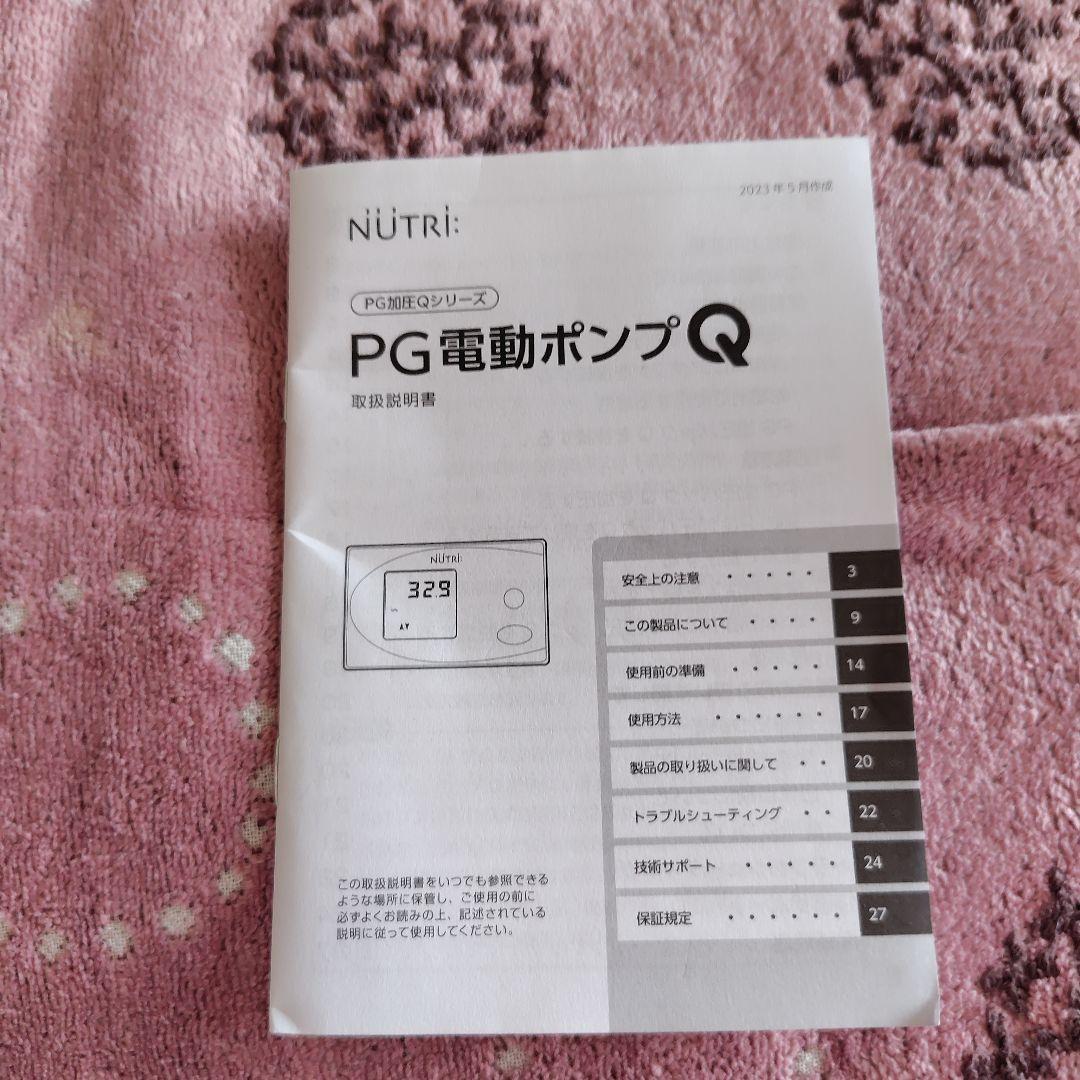 2023年5月作成
NÜTRI:
PG加圧Qシリーズ
PG電動ポンプQ
取扱説明書
NÜTRI:
32.9
▲▼
安全上の注意 ・・・・・ 3
この製品について ・・・・ 9
使用前の準備 ・・・・・ 14
使用方法 ・・・・・・ 17
製品の取り扱いに関して ・・ 20
トラブルシューティング ・・ 22
技術サポート ・・・・・ 24
保証規定 ・・・・・・ 27
この取扱説明書をいつでも参照できる
ような場所に保管し、ご使用の前に
必ずよくお読みの上、記述されている
説明に従って使用してください。